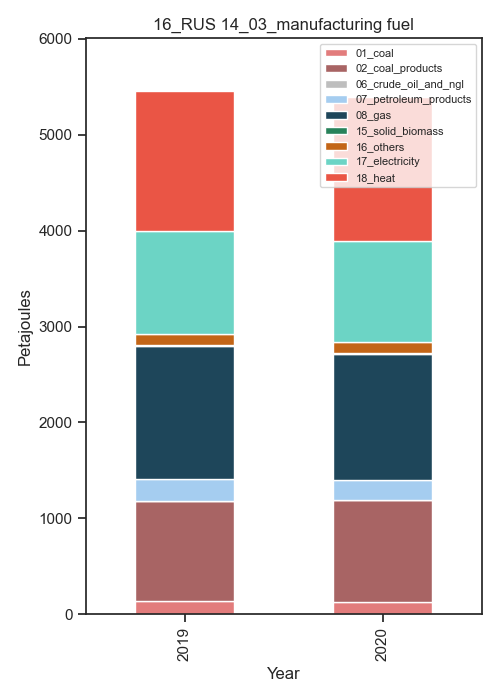 16_RUS 14_03_manufacturing fuel
6000
5000
4000
3000
2000
1000
0
Petajoules
01_coal
02_coal_products
06_crude_oil_and_ngl
07_petroleum_products
08_gas
15_solid_biomass
16_others
17_electricity
18_heat
2019
2020
Year